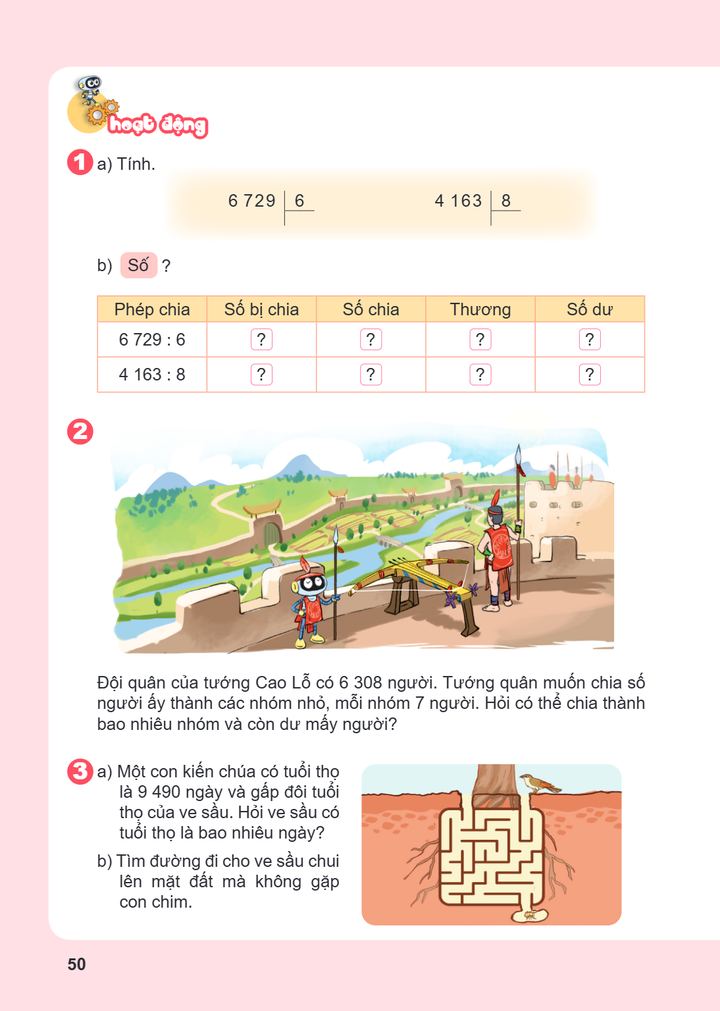 hoạt động
1 a) Tính.
6 729 6 4 163 8
b) Số ?
Phép chia Số bị chia Số chia Thương Số dư
6 729 : 6 ? ? ? ?
4 163 : 8 ? ? ? ?
2
Đội quân của tướng Cao Lỗ có 6 308 người. Tướng quân muốn chia số
người ấy thành các nhóm nhỏ, mỗi nhóm 7 người. Hỏi có thể chia thành
bao nhiêu nhóm và còn dư mấy người?
3 a) Một con kiến chúa có tuổi thọ
là 9 490 ngày và gấp đôi tuổi
thọ của ve sầu. Hỏi ve sầu có
tuổi thọ là bao nhiêu ngày?
b) Tìm đường đi cho ve sầu chui
lên mặt đất mà không gặp
con chim.
50